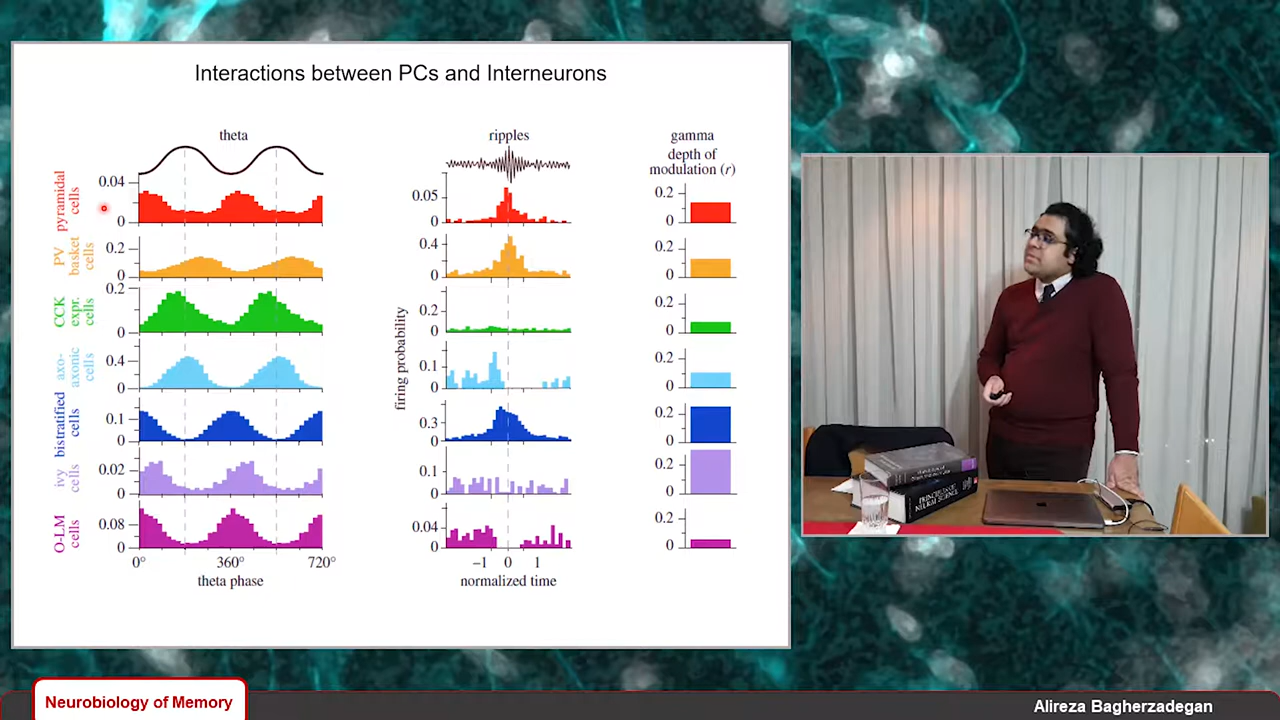 Interactions between PCs and Interneurons
theta
ripples
gamma
depth of
modulation (r)
pyramidal
cells
0.04
0
0.05
0
0.2
0
PV
basket
cells
0.2
0
0.4
0
0.2
0
CCK
expr.
cells
0.2
0
0.2
0
0.2
0
axo-
axonic
cells
0.4
0
0.1
0
0.2
0
bistratified
cells
0.1
0
0.3
0
0.2
0
ivy
cells
0.02
0
0.1
0
0.2
0
O-LM
cells
0.08
0
0.04
0
0.2
0
firing probability
0° 360° 720°
theta phase
−1 0 1
normalized time
PRINCIPLES OF
NEURAL SCIENCE
Neurobiology of Memory
Alireza Bagherzadegan